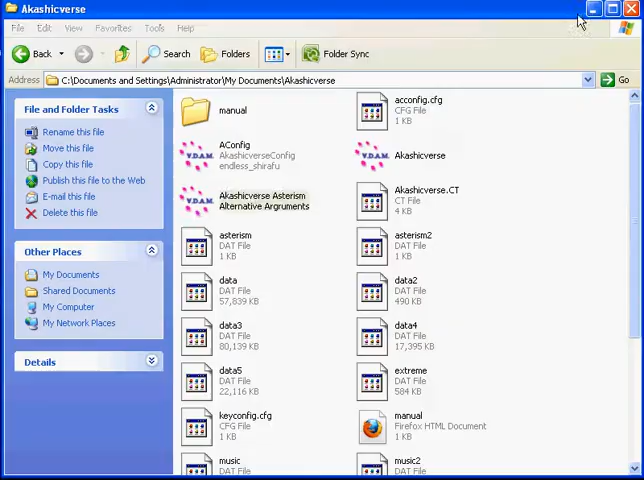 Akashicverse
File Edit View Favorites Tools Help
Back Search Folders Folder Sync
Address C:\Documents and Settings\Administrator\My Documents\Akashicverse Go
File and Folder Tasks
Rename this file
Move this file
Copy this file
Publish this file to the Web
E-mail this file
Delete this file
Other Places
My Documents
Shared Documents
My Computer
My Network Places
Details
manual
acconfig.cfg
CFG File
1 KB
V.D.A.M.
AConfig
AkashicverseConfig
endless_shirafu
V.D.A.M.
Akashicverse
V.D.A.M.
Akashicverse Asterism
Alternative Argruments
Akashicverse.CT
CT File
4 KB
asterism
DAT File
1 KB
asterism2
DAT File
1 KB
data
DAT File
57,839 KB
data2
DAT File
490 KB
data3
DAT File
80,139 KB
data4
DAT File
17,395 KB
data5
DAT File
22,116 KB
extreme
DAT File
584 KB
keyconfig.cfg
CFG File
1 KB
manual
Firefox HTML Document
1 KB
music
DAT File
music2
DAT File